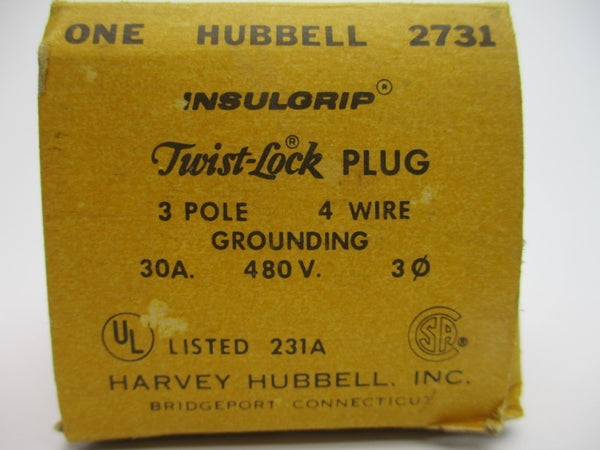 ONE HUBBELL 2731
INSULGRIP®
Twist-Lock® PLUG
3 POLE 4 WIRE
GROUNDING
30A. 480V. 3Ø
UL LISTED 231A SA®
HARVEY HUBBELL, INC.
BRIDGEPORT CONNECTICUT